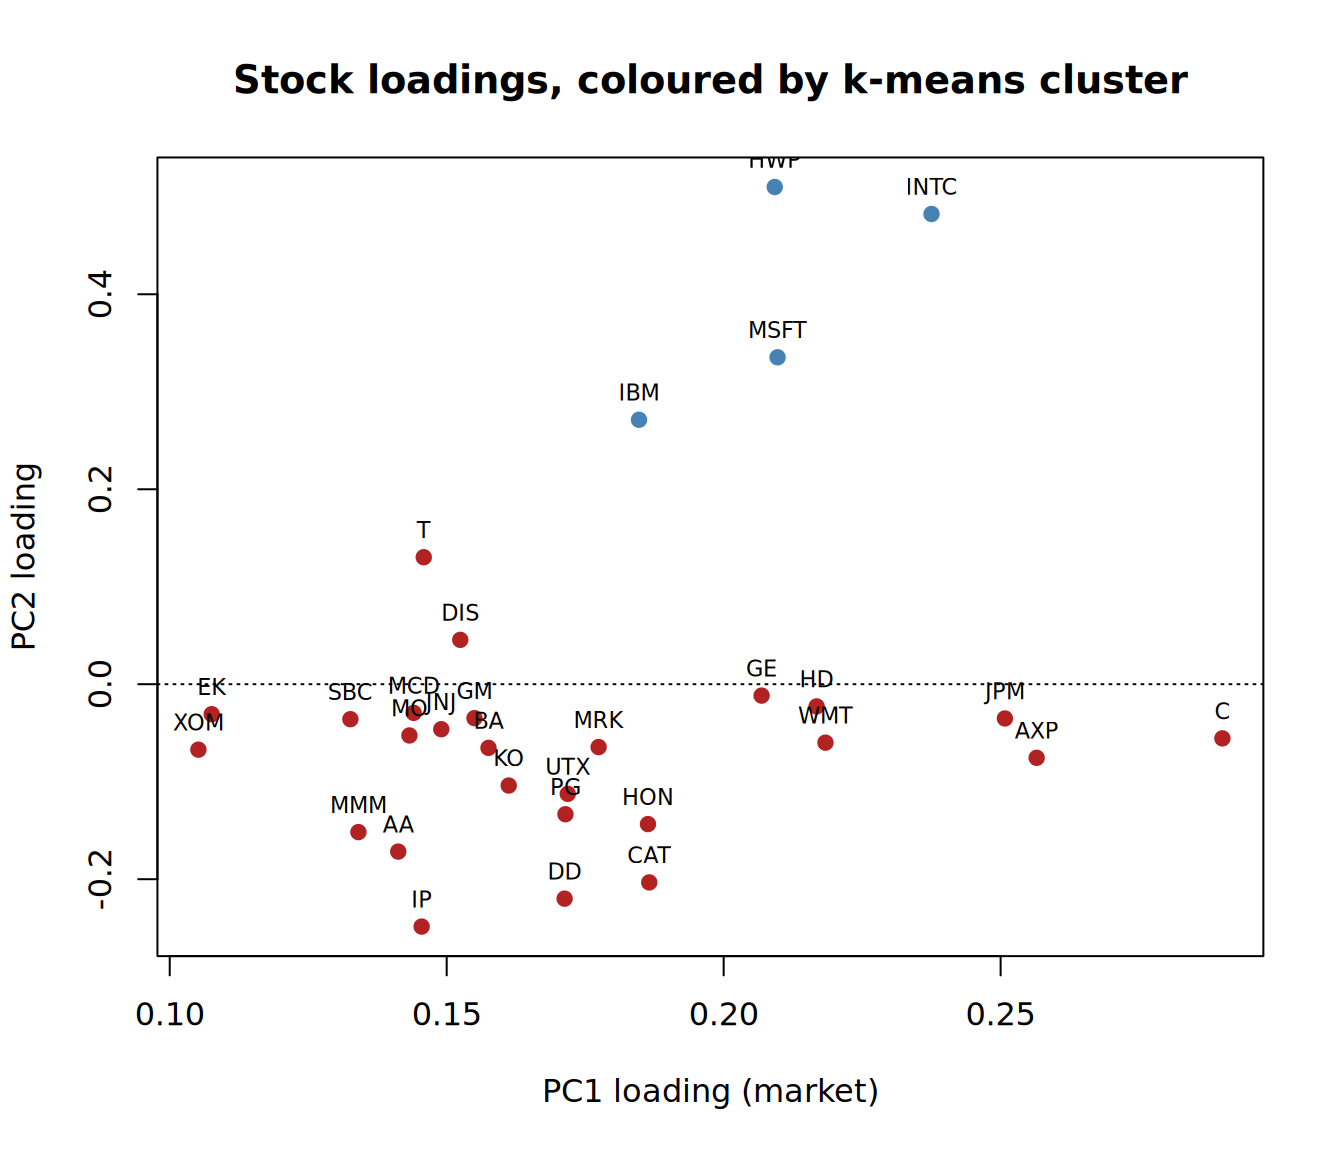 Stock loadings, coloured by k-means cluster
HWP
INTC
MSFT
IBM
T
DIS
GE
HD
EK
SBC
MCD
MO
JNJ
GM
BA
JPM
C
XOM
MRK
WMT
AXP
KO
UTX
PG
HON
MMM
AA
CAT
DD
IP
0.4
0.2
0.0
-0.2
PC2 loading
0.10 0.15 0.20 0.25
PC1 loading (market)